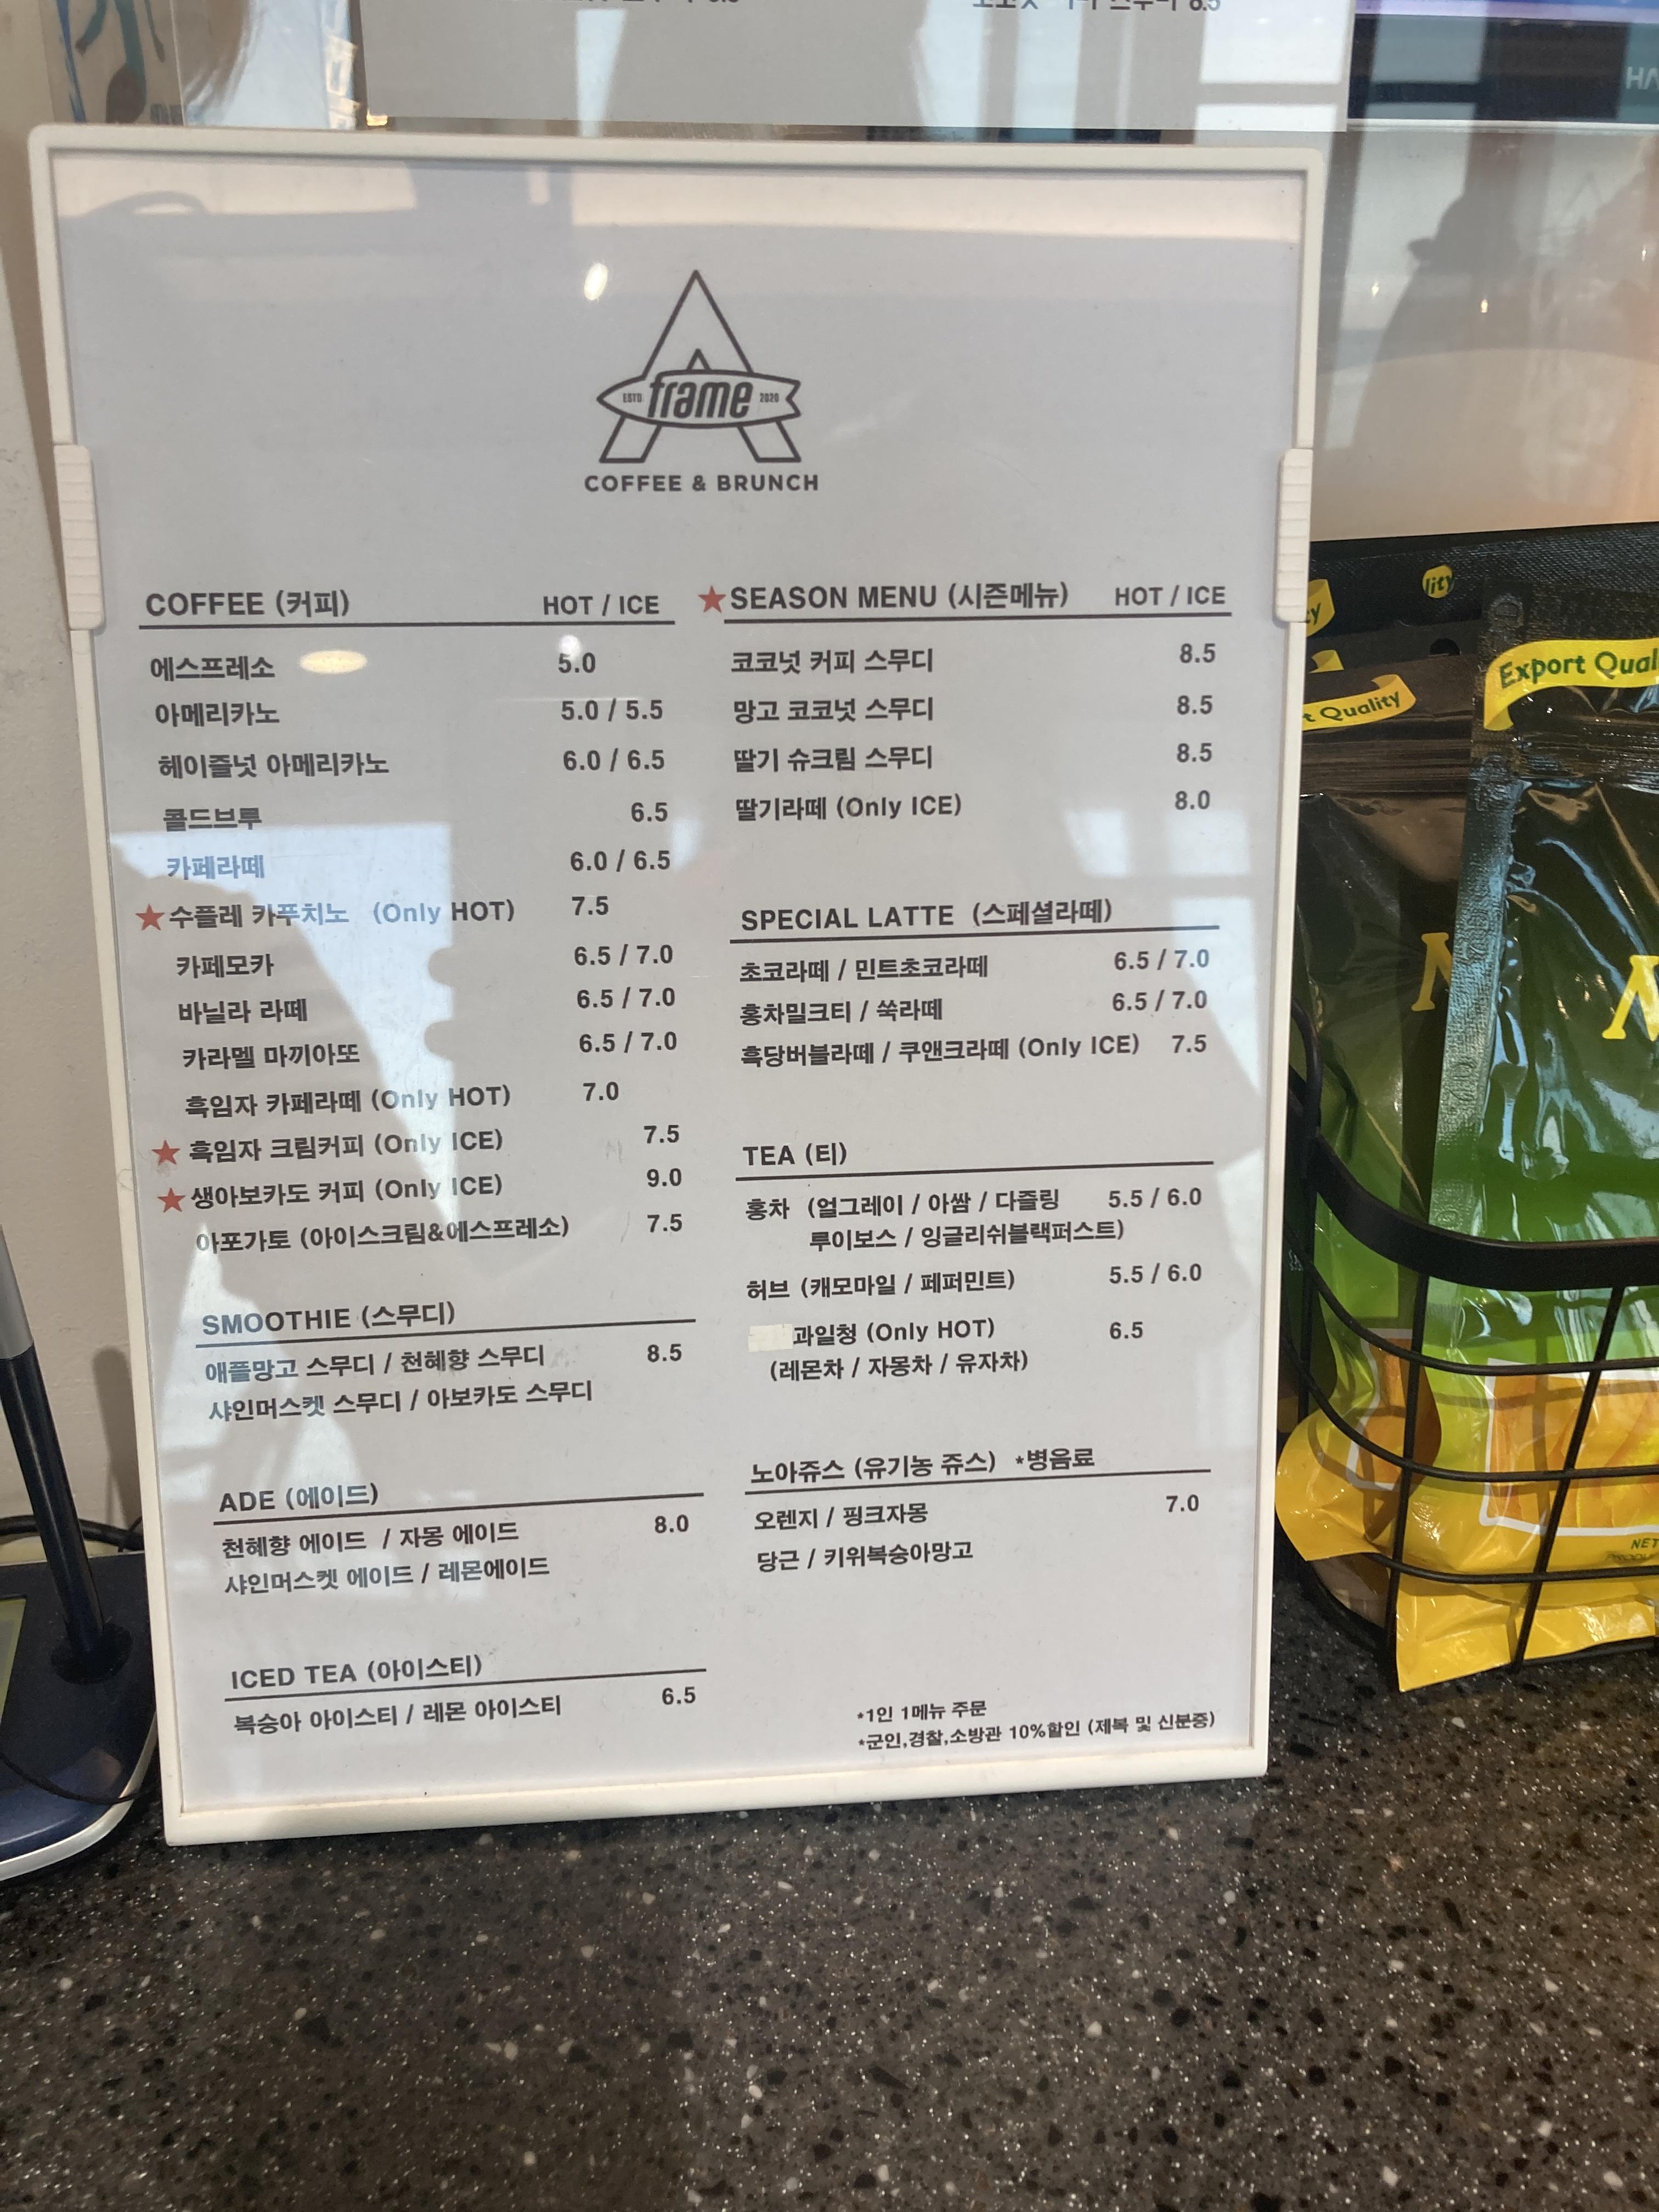 frame
ESTD 2020
COFFEE & BRUNCH
COFFEE (커피) HOT / ICE
에스프레소 5.0
아메리카노 5.0 / 5.5
헤이즐넛 아메리카노 6.0 / 6.5
콜드브루 6.5
카페라떼 6.0 / 6.5
★수플레 카푸치노 (Only HOT) 7.5
카페모카 6.5 / 7.0
바닐라 라떼 6.5 / 7.0
카라멜 마끼아또 6.5 / 7.0
흑임자 카페라떼 (Only HOT) 7.0
★ 흑임자 크림커피 (Only ICE) 7.5
★ 생아보카도 커피 (Only ICE) 9.0
아포가토 (아이스크림&에스프레소) 7.5
SMOOTHIE (스무디)
애플망고 스무디 / 천혜향 스무디 8.5
샤인머스켓 스무디 / 아보카도 스무디
ADE (에이드)
천혜향 에이드 / 자몽 에이드 8.0
샤인머스켓 에이드 / 레몬에이드
ICED TEA (아이스티)
복숭아 아이스티 / 레몬 아이스티 6.5
★SEASON MENU (시즌메뉴) HOT / ICE
코코넛 커피 스무디 8.5
망고 코코넛 스무디 8.5
딸기 슈크림 스무디 8.5
딸기라떼 (Only ICE) 8.0
SPECIAL LATTE (스페셜라떼)
초코라떼 / 민트초코라떼 6.5 / 7.0
홍차밀크티 / 쑥라떼 6.5 / 7.0
흑당버블라떼 / 쿠앤크라떼 (Only ICE) 7.5
TEA (티)
홍차 (얼그레이 / 아쌈 / 다즐링 5.5 / 6.0
루이보스 / 잉글리쉬블랙퍼스트)
허브 (캐모마일 / 페퍼민트) 5.5 / 6.0
과일청 (Only HOT) 6.5
(레몬차 / 자몽차 / 유자차)
노아쥬스 (유기농 쥬스) *병음료
오렌지 / 핑크자몽 7.0
당근 / 키위복숭아망고
*1인 1메뉴 주문
*군인,경찰,소방관 10%할인 (제복 및 신분증)
Export Qual
t Quality
NET